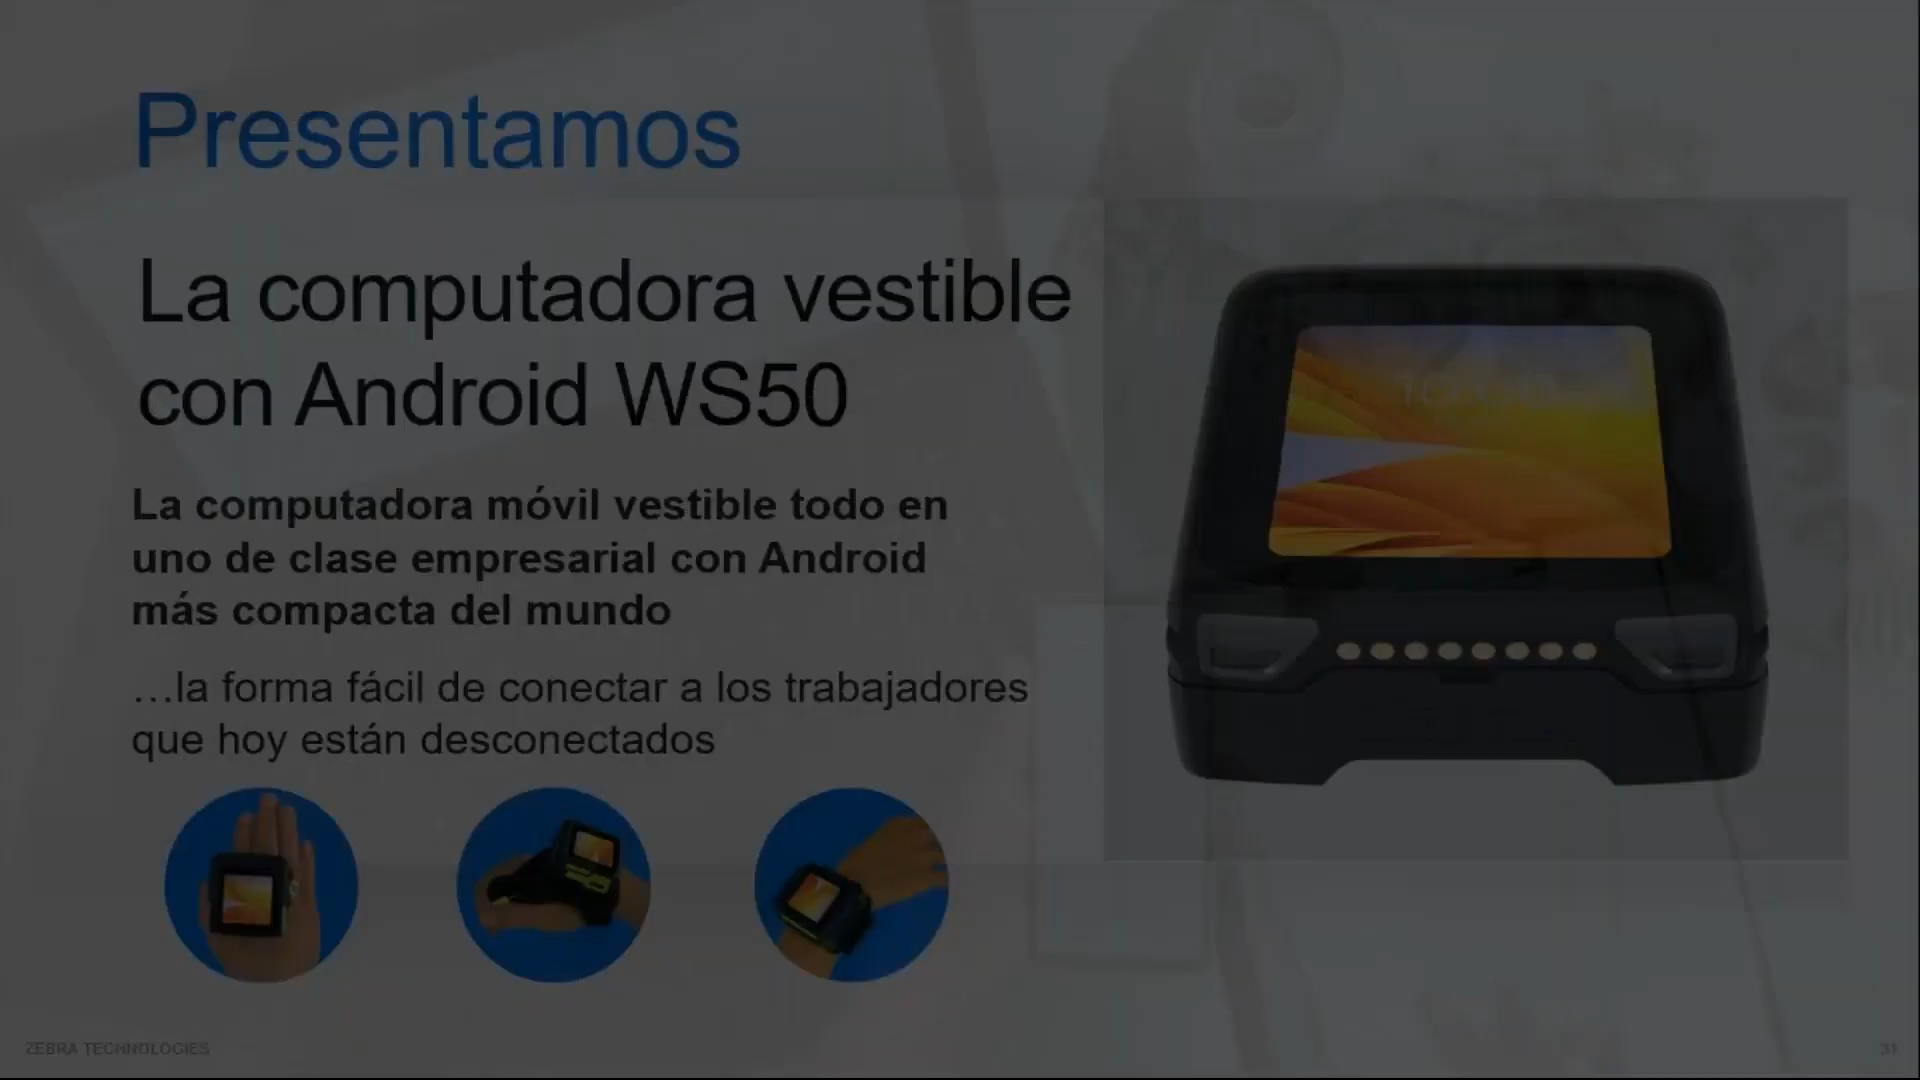 Presentamos
La computadora vestible
con Android WS50
La computadora móvil vestible todo en
uno de clase empresarial con Android
más compacta del mundo
…la forma fácil de conectar a los trabajadores
que hoy están desconectados
ZEBRA TECHNOLOGIES
31